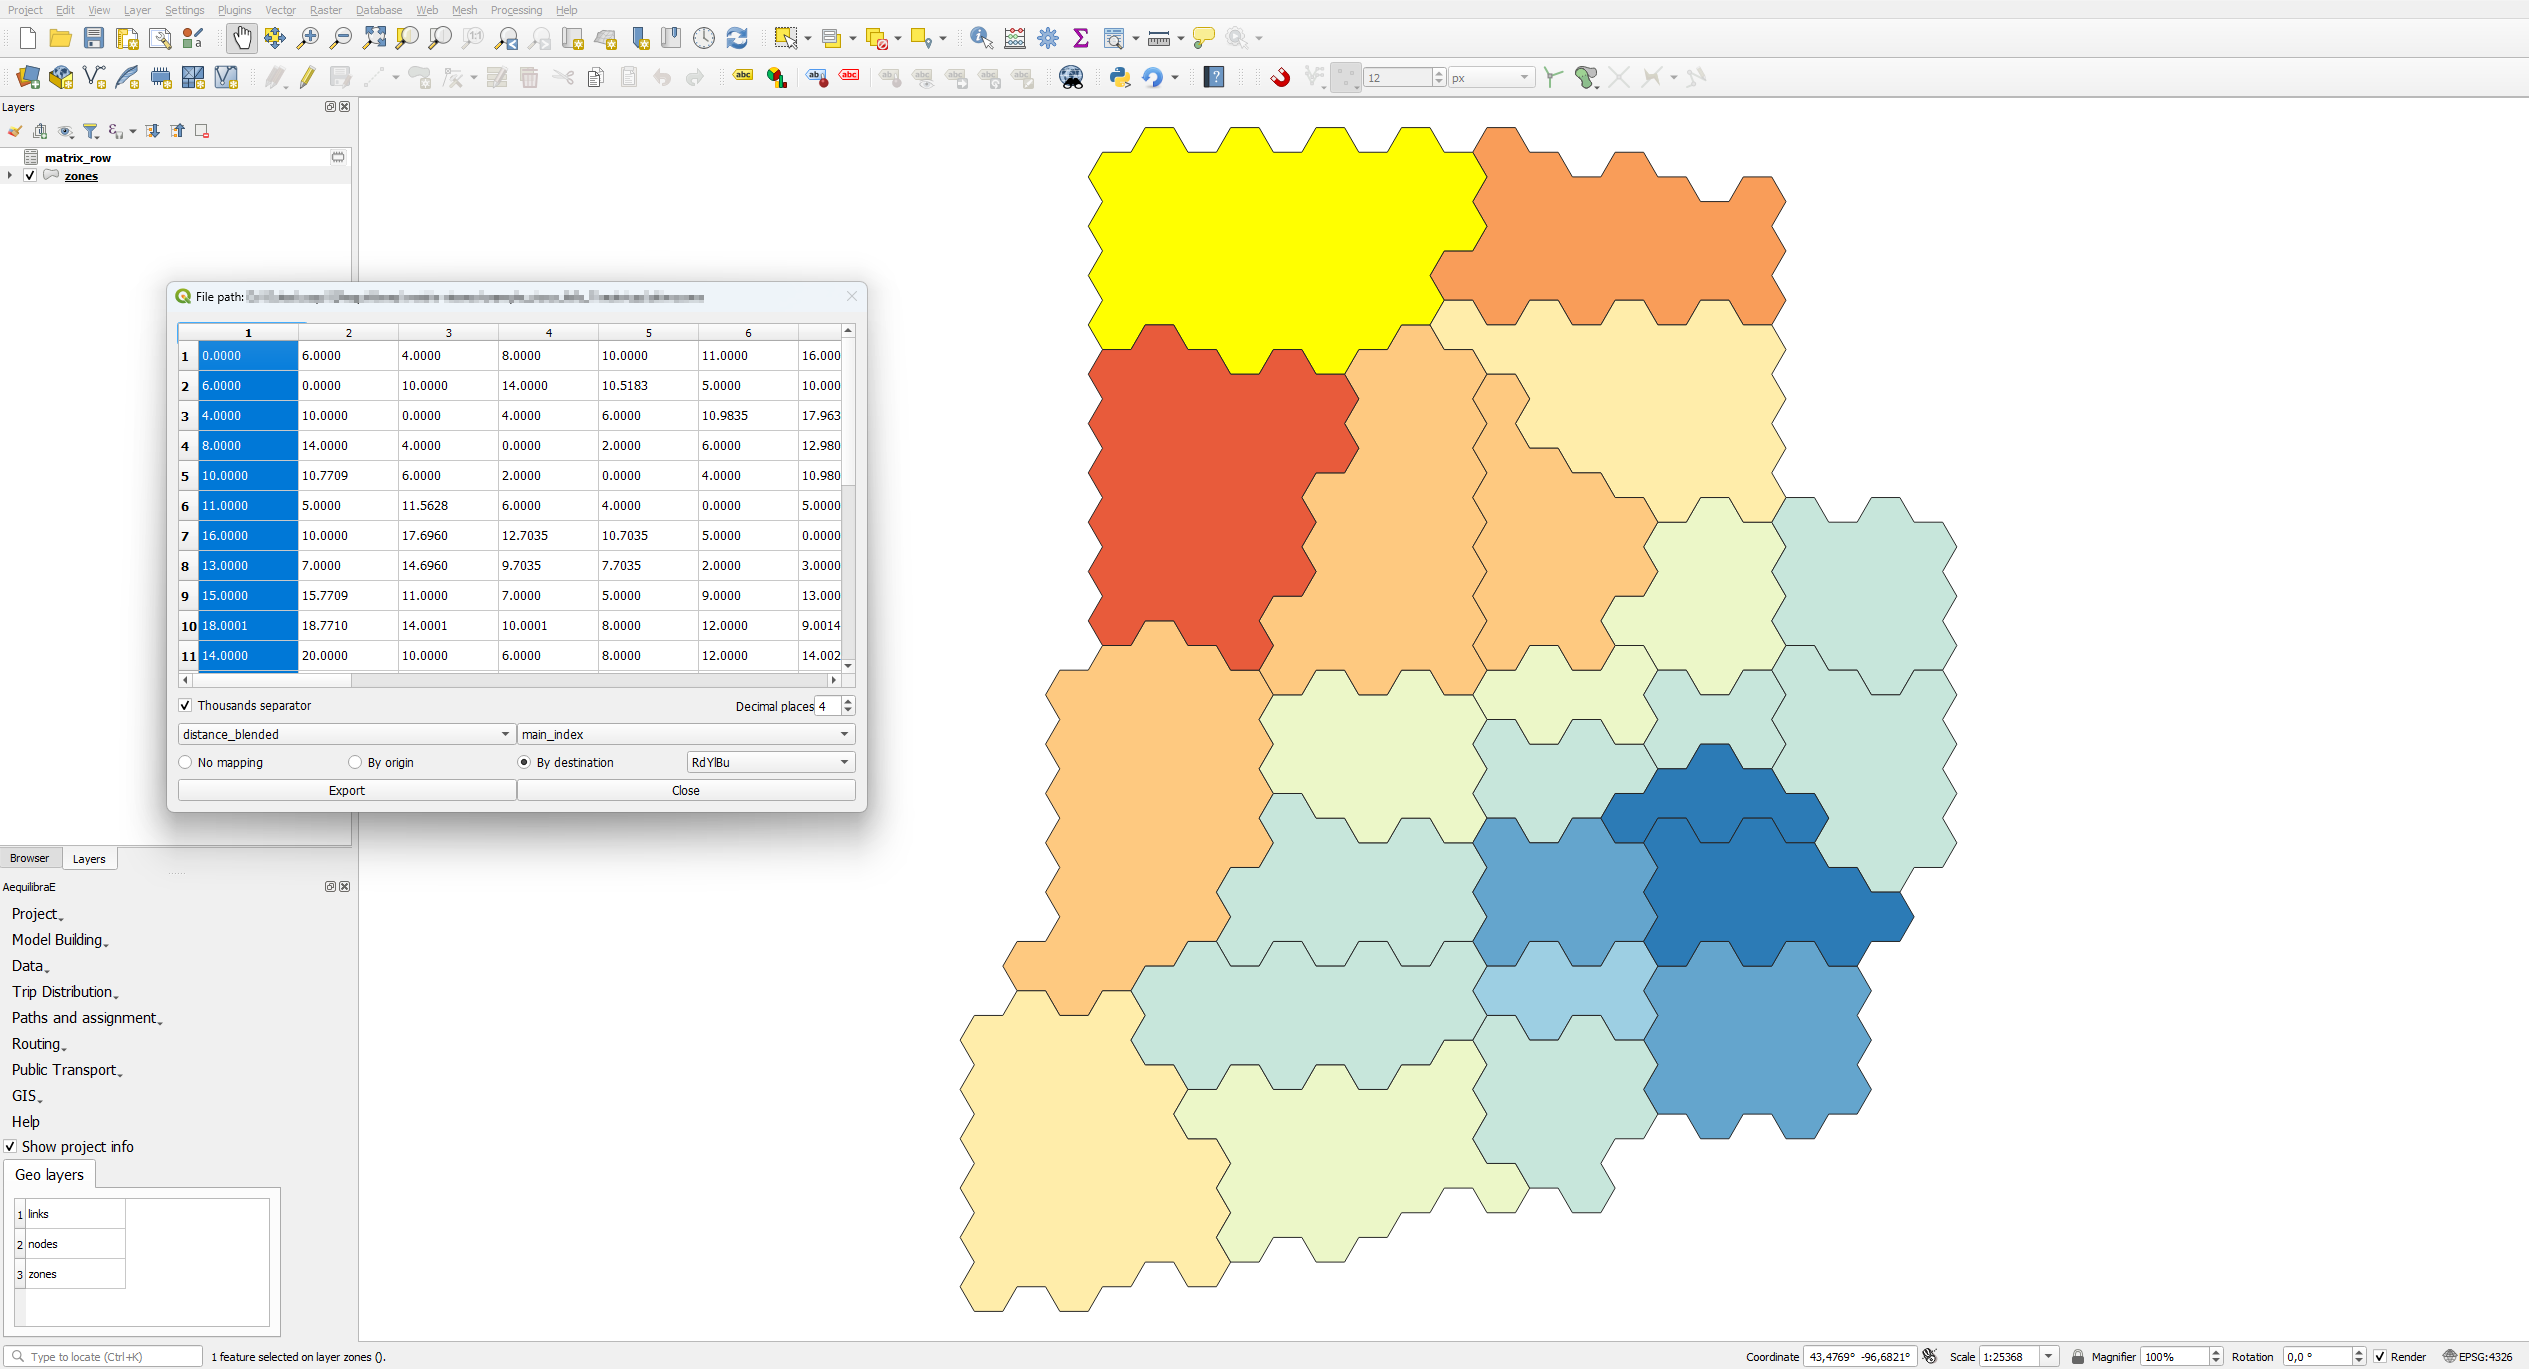 Project Edit View Layer Settings Plugins Vector Raster Database Web Mesh Processing Help
12 px
Layers
matrix_row
zones
File path:
1 2 3 4 5 6
1 0.0000 6.0000 4.0000 8.0000 10.0000 11.0000 16.000
2 6.0000 0.0000 10.0000 14.0000 10.5183 5.0000 10.000
3 4.0000 10.0000 0.0000 4.0000 6.0000 10.9835 17.963
4 8.0000 14.0000 4.0000 0.0000 2.0000 6.0000 12.980
5 10.0000 10.7709 6.0000 2.0000 0.0000 4.0000 10.980
6 11.0000 5.0000 11.5628 6.0000 4.0000 0.0000 5.0000
7 16.0000 10.0000 17.6960 12.7035 10.7035 5.0000 0.0000
8 13.0000 7.0000 14.6960 9.7035 7.7035 2.0000 3.0000
9 15.0000 15.7709 11.0000 7.0000 5.0000 9.0000 13.000
10 18.0001 18.7710 14.0001 10.0001 8.0000 12.0000 9.0014
11 14.0000 20.0000 10.0000 6.0000 8.0000 12.0000 14.002
Thousands separator Decimal places 4
distance_blended main_index
No mapping By origin By destination RdYlBu
Export Close
Browser Layers
AequilibraE
Project
Model Building
Data
Trip Distribution
Paths and assignment
Routing
Public Transport
GIS
Help
Show project info
Geo layers
1 links
2 nodes
3 zones
Type to locate (Ctrl+K) 1 feature selected on layer zones (). Coordinate 43,4769° -96,6821° Scale 1:25368 Magnifier 100% Rotation 0,0 ° Render EPSG:4326